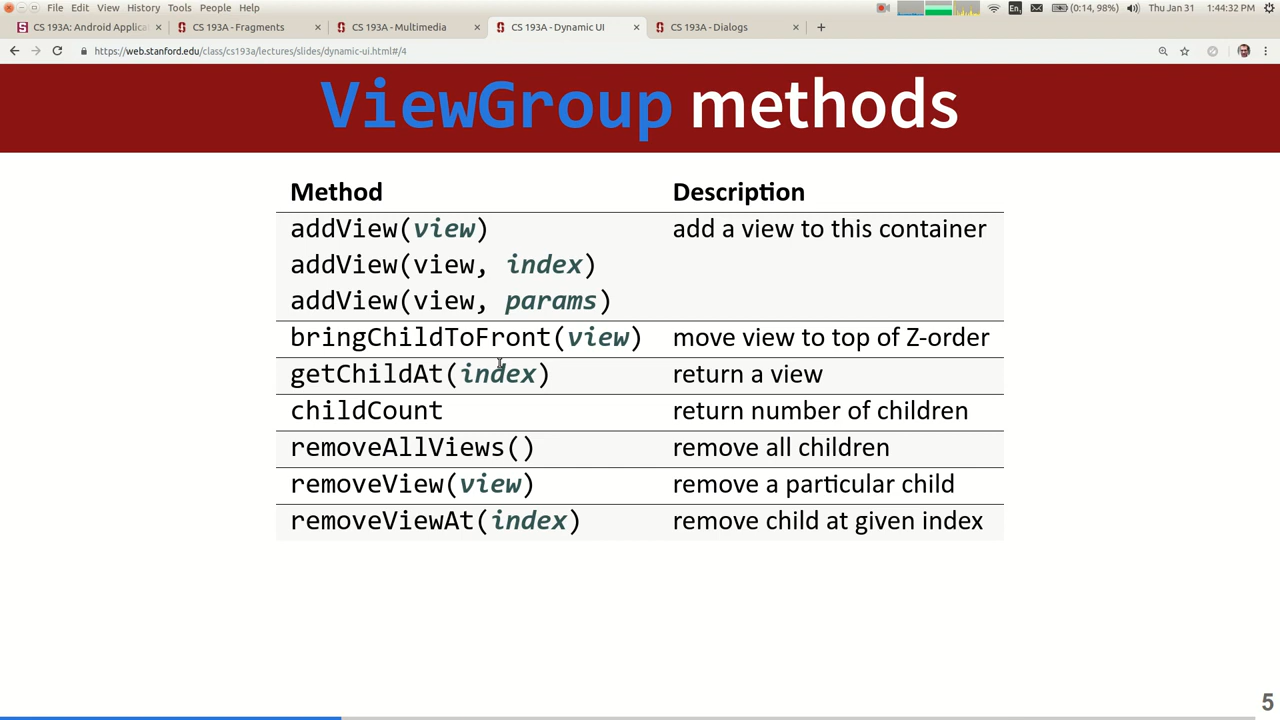 File Edit View History Tools People Help En (0:14, 98%) Thu Jan 31 1:44:32 PM
S CS 193A: Android Applica × CS 193A - Fragments × CS 193A - Multimedia × CS 193A - Dynamic UI × CS 193A - Dialogs × +
https://web.stanford.edu/class/cs193a/lectures/slides/dynamic-ui.html#/4
ViewGroup methods
Method Description
addView(view) add a view to this container
addView(view, index)
addView(view, params)
bringChildToFront(view) move view to top of Z-order
getChildAt(index) return a view
childCount return number of children
removeAllViews() remove all children
removeView(view) remove a particular child
removeViewAt(index) remove child at given index
5